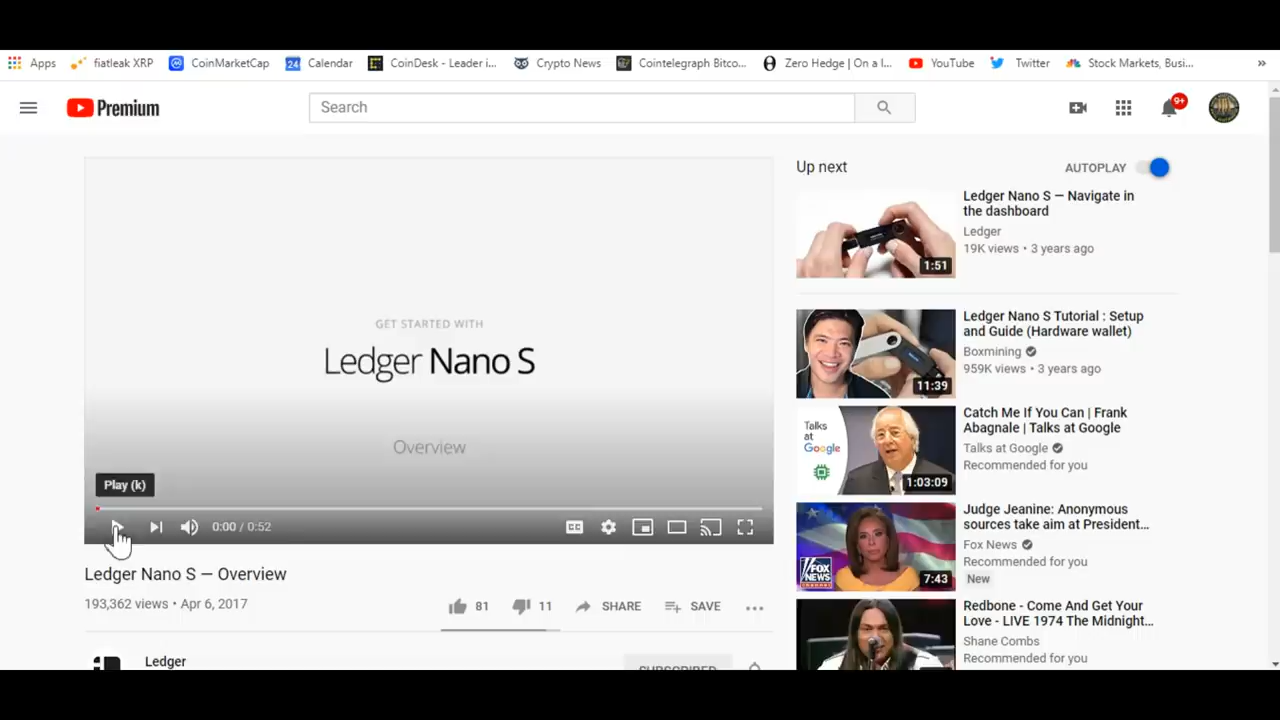 Apps
fiatleak XRP
CoinMarketCap
24
Calendar
CoinDesk - Leader i...
Crypto News
Cointelegraph Bitco...
Zero Hedge | On a l...
YouTube
Twitter
Stock Markets, Busi...
»
Premium
Search
9+
GET STARTED WITH
Ledger Nano S
Overview
Play (k)
0:00 / 0:52
CC
Ledger Nano S — Overview
193,362 views • Apr 6, 2017
81
11
SHARE
SAVE
Ledger
SUBSCRIBED
Up next
AUTOPLAY
1:51
Ledger Nano S — Navigate in
the dashboard
Ledger
19K views • 3 years ago
11:39
Ledger Nano S Tutorial : Setup
and Guide (Hardware wallet)
Boxmining
959K views • 3 years ago
Talks
at
Google
1:03:09
Catch Me If You Can | Frank
Abagnale | Talks at Google
Talks at Google
Recommended for you
FOX
NEWS
channel
7:43
Judge Jeanine: Anonymous
sources take aim at President...
Fox News
Recommended for you
New
Redbone - Come And Get Your
Love - LIVE 1974 The Midnight...
Shane Combs
Recommended for you